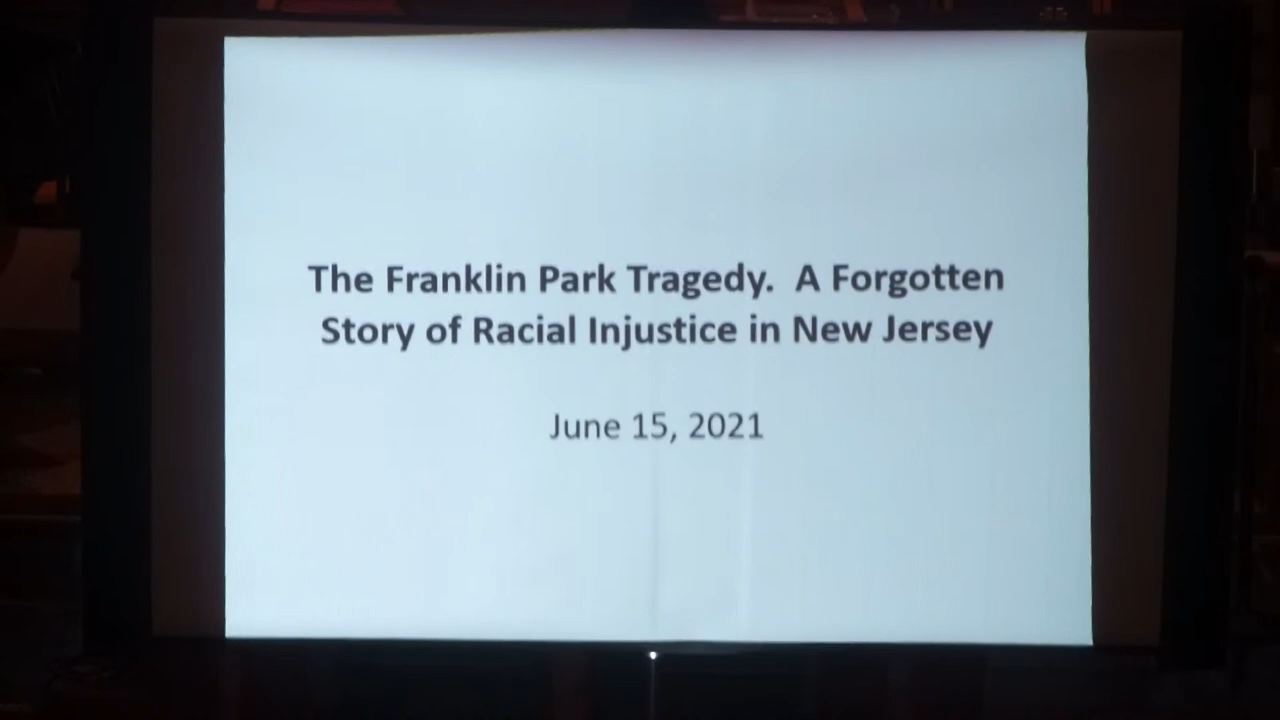 The Franklin Park Tragedy.  A Forgotten
Story of Racial Injustice in New Jersey
June 15, 2021